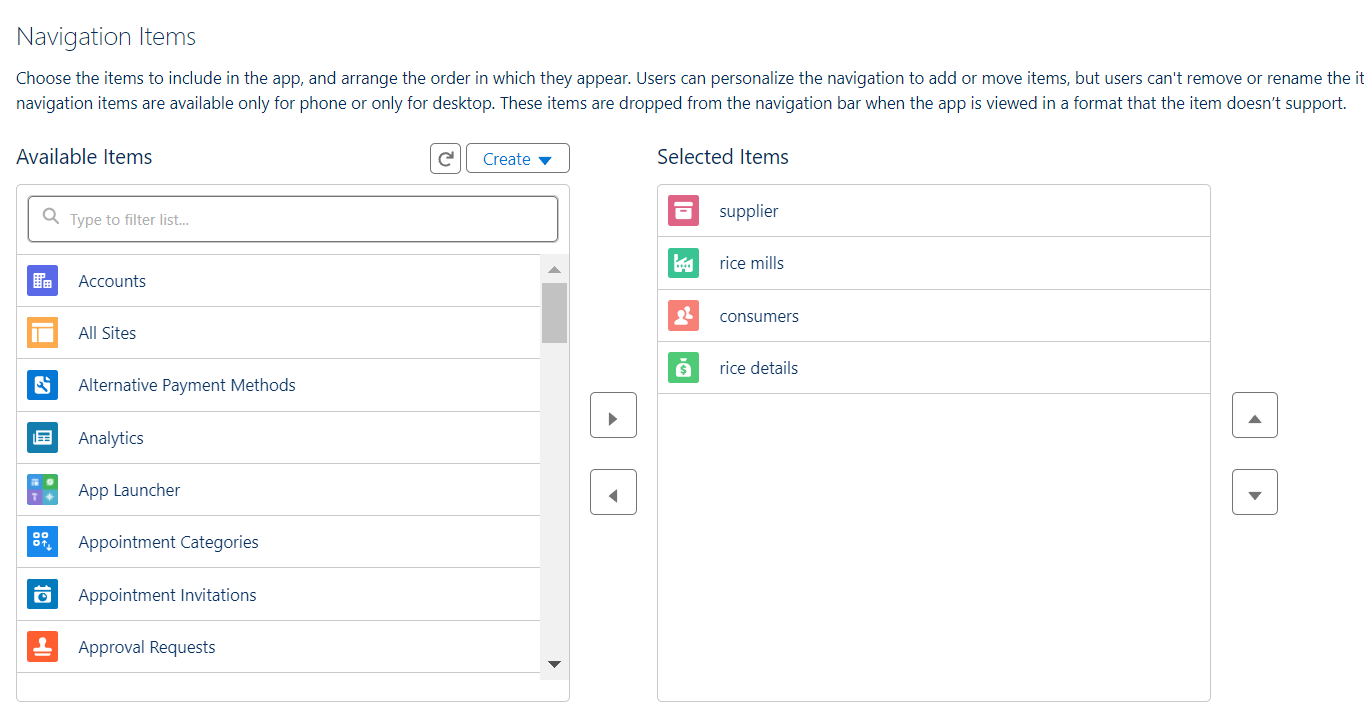 Navigation Items
Choose the items to include in the app, and arrange the order in which they appear. Users can personalize the navigation to add or move items, but users can't remove or rename the it
navigation items are available only for phone or only for desktop. These items are dropped from the navigation bar when the app is viewed in a format that the item doesn’t support.
Available Items
Create
Type to filter list...
Accounts
All Sites
Alternative Payment Methods
Analytics
App Launcher
Appointment Categories
Appointment Invitations
Approval Requests
Selected Items
supplier
rice mills
consumers
rice details